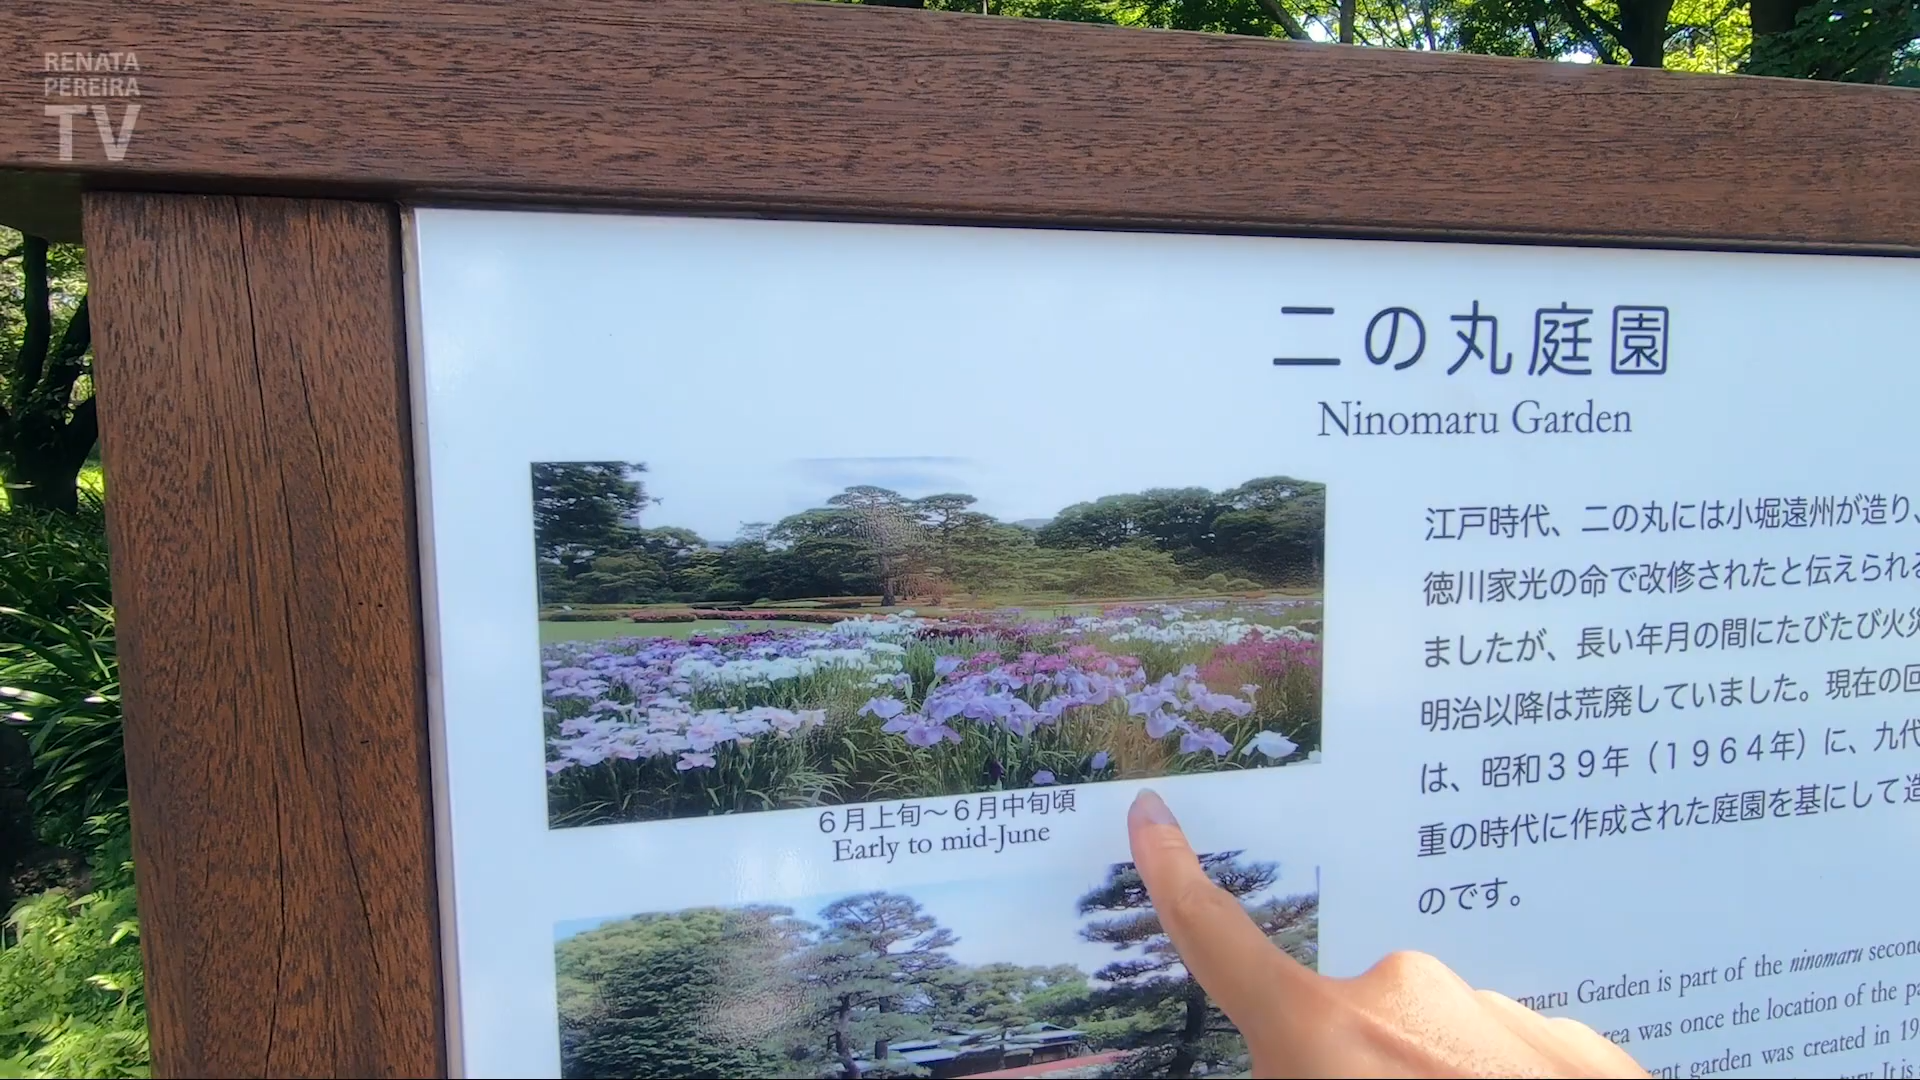 RENATA
PEREIRA
TV
二の丸庭園
Ninomaru Garden
6月上旬〜6月中旬頃
Early to mid-June
江戸時代、二の丸には小堀遠州が造り、
徳川家光の命で改修されたと伝えられる
ましたが、長い年月の間にたびたび火災
明治以降は荒廃していました。現在の回
は、昭和39年（1964年）に、九代
重の時代に作成された庭園を基にして造
のです。
Garden is part of the ninomaru
was once the location of the
garden was created in
It is